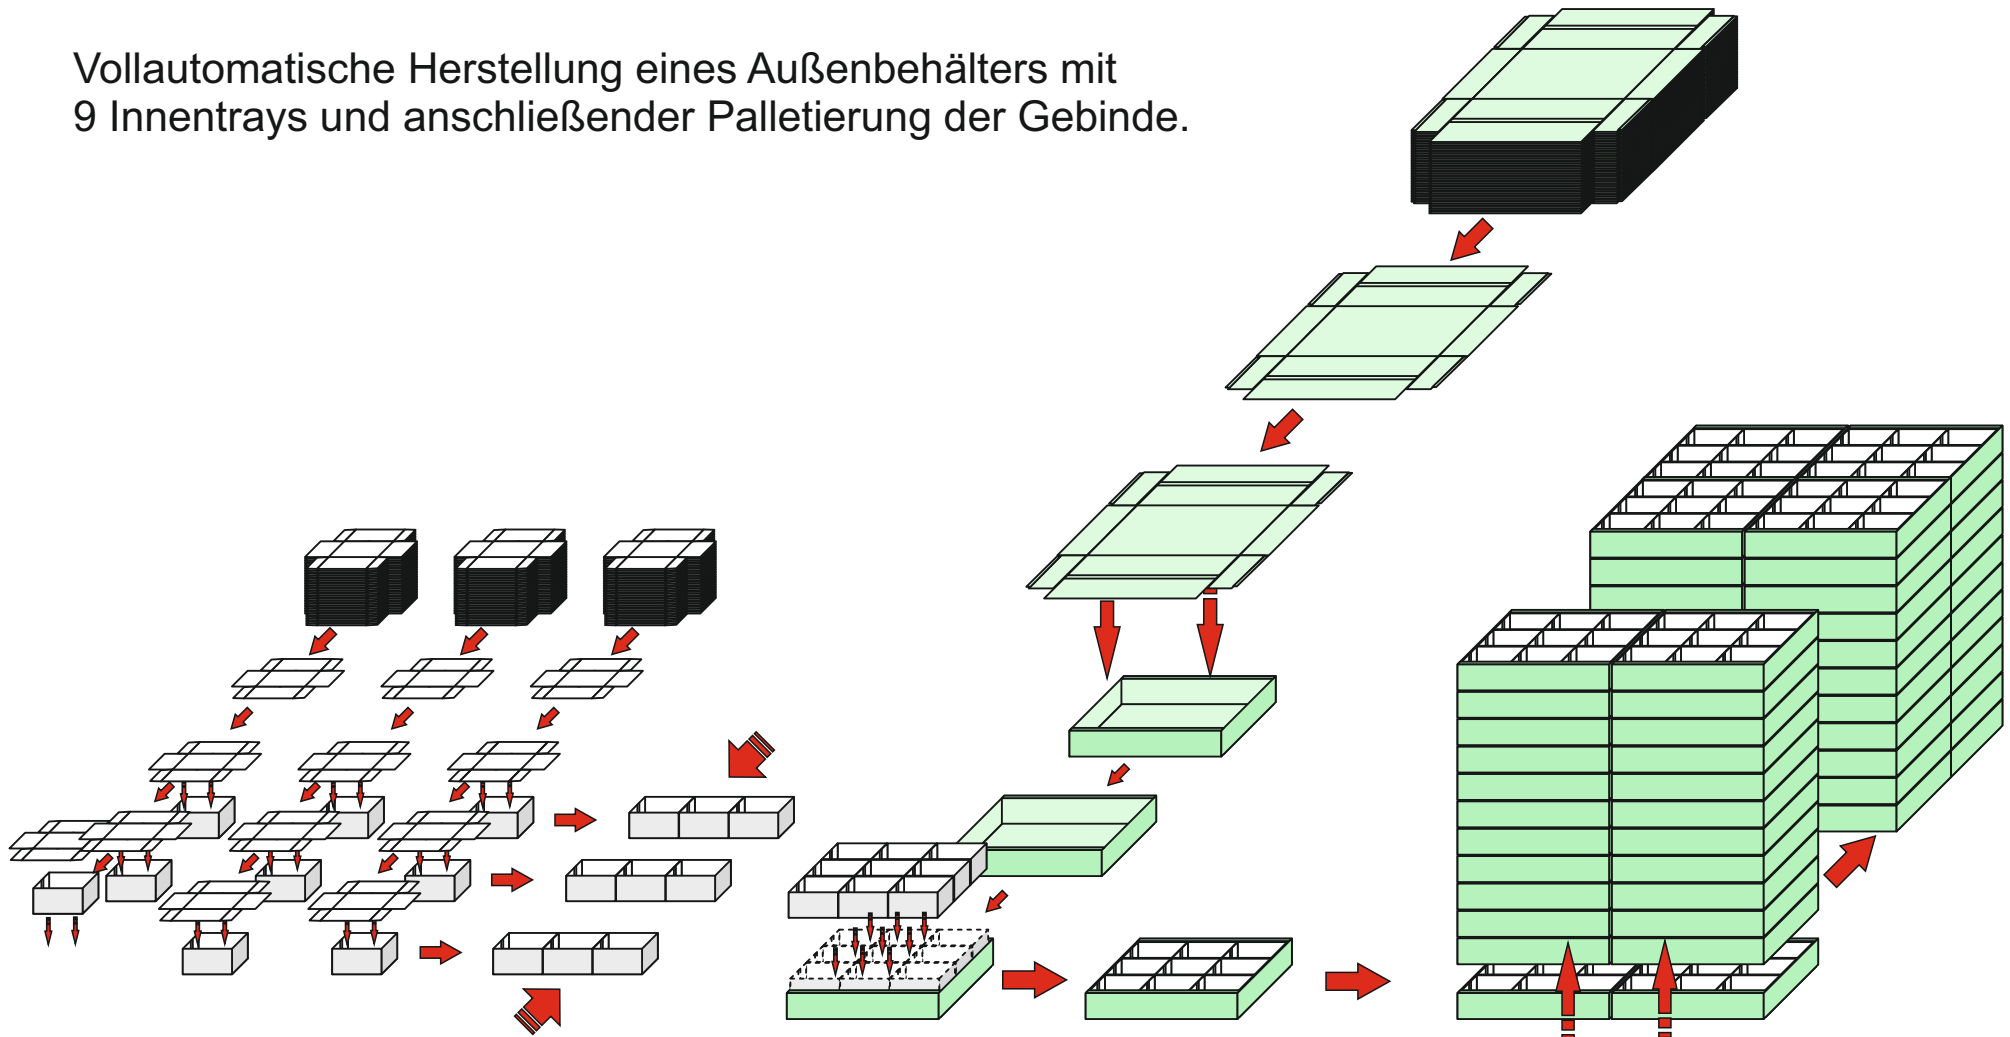 Vollautomatische Herstellung eines Außenbehälters mit
9 Innentrays und anschließender Palletierung der Gebinde.